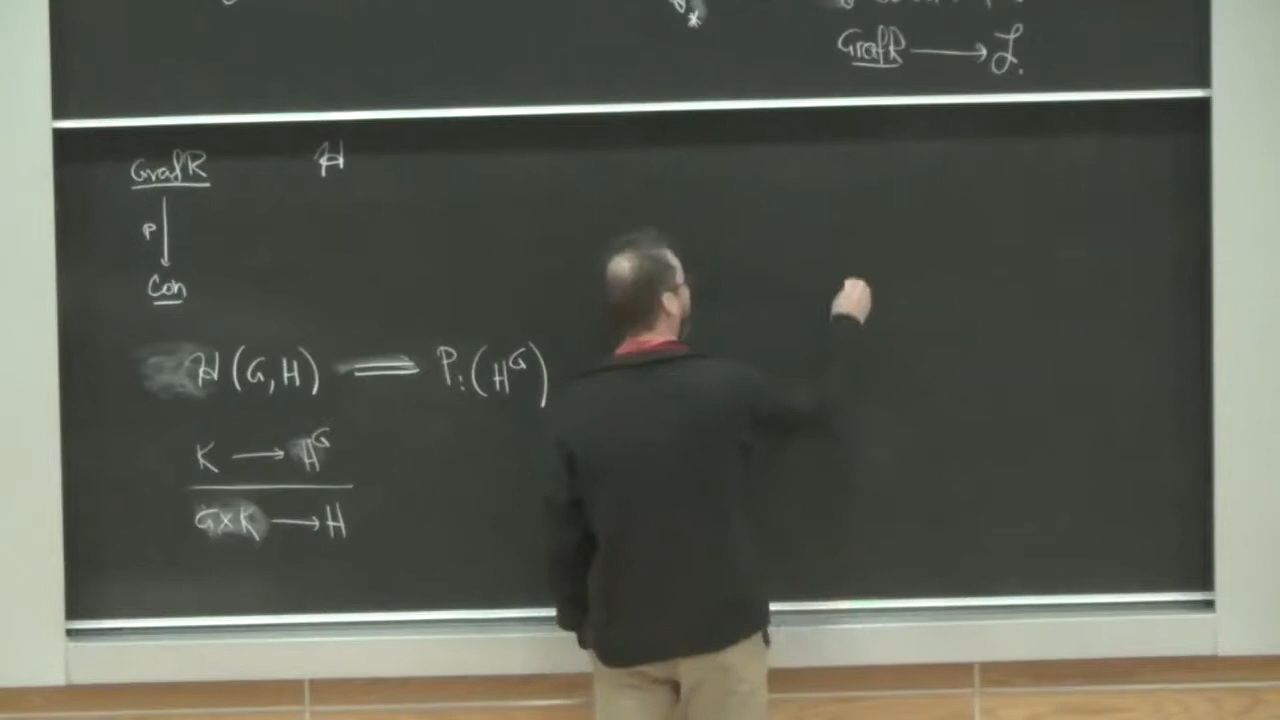 *
GrafR ⟶ ℒ.
GrafR H
P ↓
Con
H(G,H) = P!(H^G)
K ⟶ H^G
G×K ⟶ H